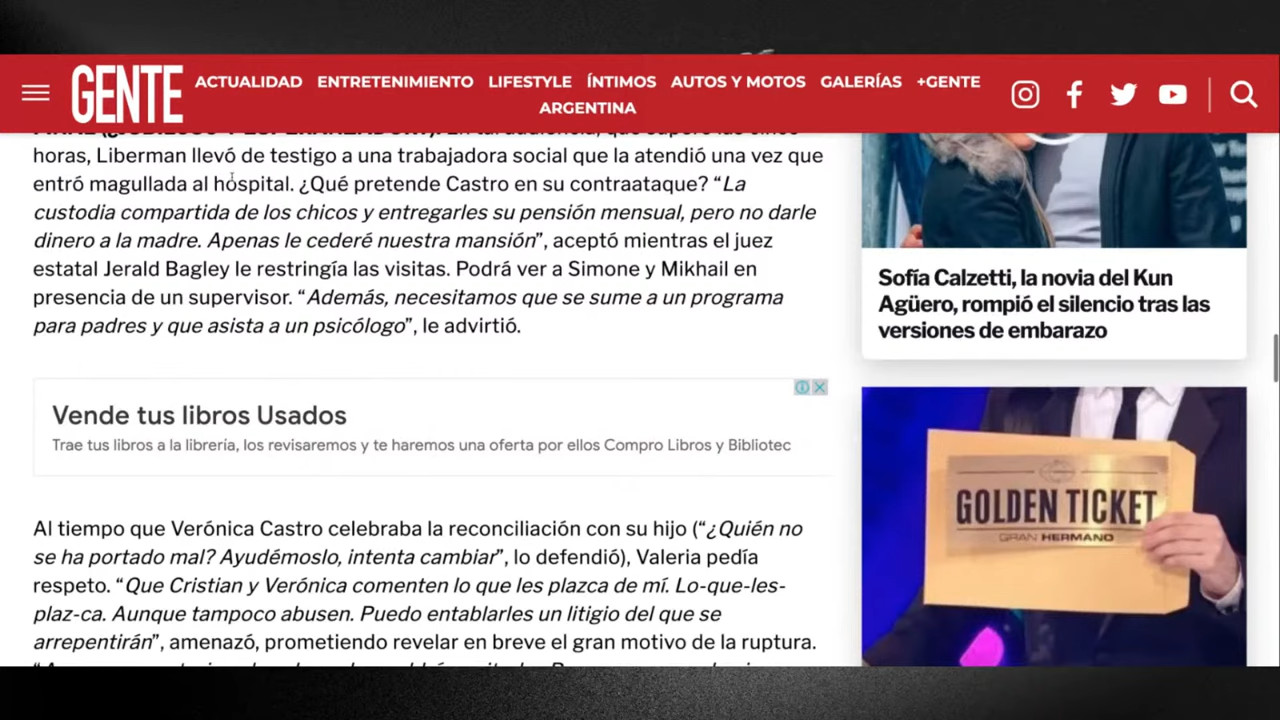 GENTE
ACTUALIDAD ENTRETENIMIENTO LIFESTYLE ÍNTIMOS AUTOS Y MOTOS GALERÍAS +GENTE
ARGENTINA
horas, Liberman llevó de testigo a una trabajadora social que la atendió una vez que
entró magullada al hospital. ¿Qué pretende Castro en su contraataque? “La
custodia compartida de los chicos y entregarles su pensión mensual, pero no darle
dinero a la madre. Apenas le cederé nuestra mansión”, aceptó mientras el juez
estatal Jerald Bagley le restringía las visitas. Podrá ver a Simone y Mikhail en
presencia de un supervisor. “Además, necesitamos que se sume a un programa
para padres y que asista a un psicólogo”, le advirtió.
Vende tus libros Usados
Trae tus libros a la librería, los revisaremos y te haremos una oferta por ellos Compro Libros y Bibliotec
Al tiempo que Verónica Castro celebraba la reconciliación con su hijo (“¿Quién no
se ha portado mal? Ayudémoslo, intenta cambiar”, lo defendió), Valeria pedía
respeto. “Que Cristian y Verónica comenten lo que les plazca de mí. Lo-que-les-
plaz-ca. Aunque tampoco abusen. Puedo entablarles un litigio del que se
arrepentirán”, amenazó, prometiendo revelar en breve el gran motivo de la ruptura.
Sofía Calzetti, la novia del Kun
Agüero, rompió el silencio tras las
versiones de embarazo
GOLDEN TICKET
GRAN HERMANO